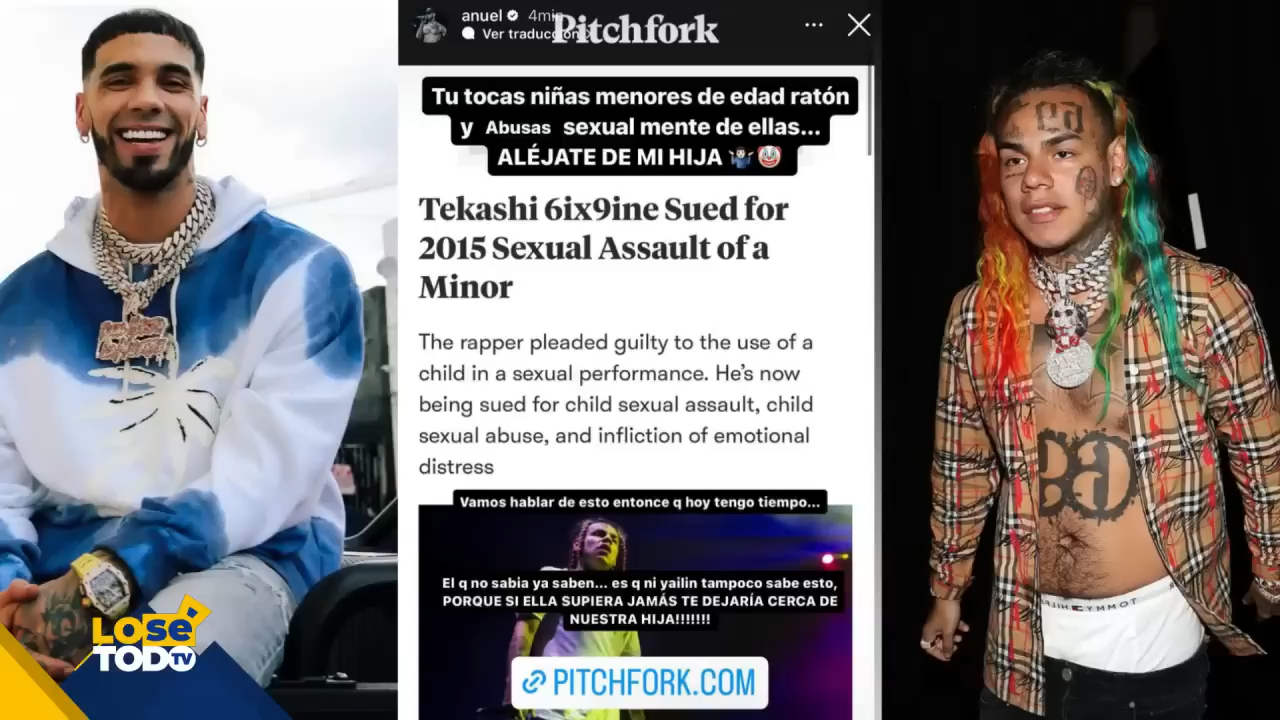 anuel 4min
Ver traducción
Pitchfork
Tu tocas niñas menores de edad ratón
y Abusas sexual mente de ellas...
ALÉJATE DE MI HIJA 🤷🏻‍♂️🤡
Tekashi 6ix9ine Sued for
2015 Sexual Assault of a
Minor
The rapper pleaded guilty to the use of a
child in a sexual performance. He’s now
being sued for child sexual assault, child
sexual abuse, and infliction of emotional
distress
Vamos hablar de esto entonce q hoy tengo tiempo...
El q no sabia ya saben... es q ni yailin tampoco sabe esto,
PORQUE SI ELLA SUPIERA JAMÁS TE DEJARÍA CERCA DE
NUESTRA HIJA!!!!!!!
PITCHFORK.COM
LO SÉ
TODO TV
69
69